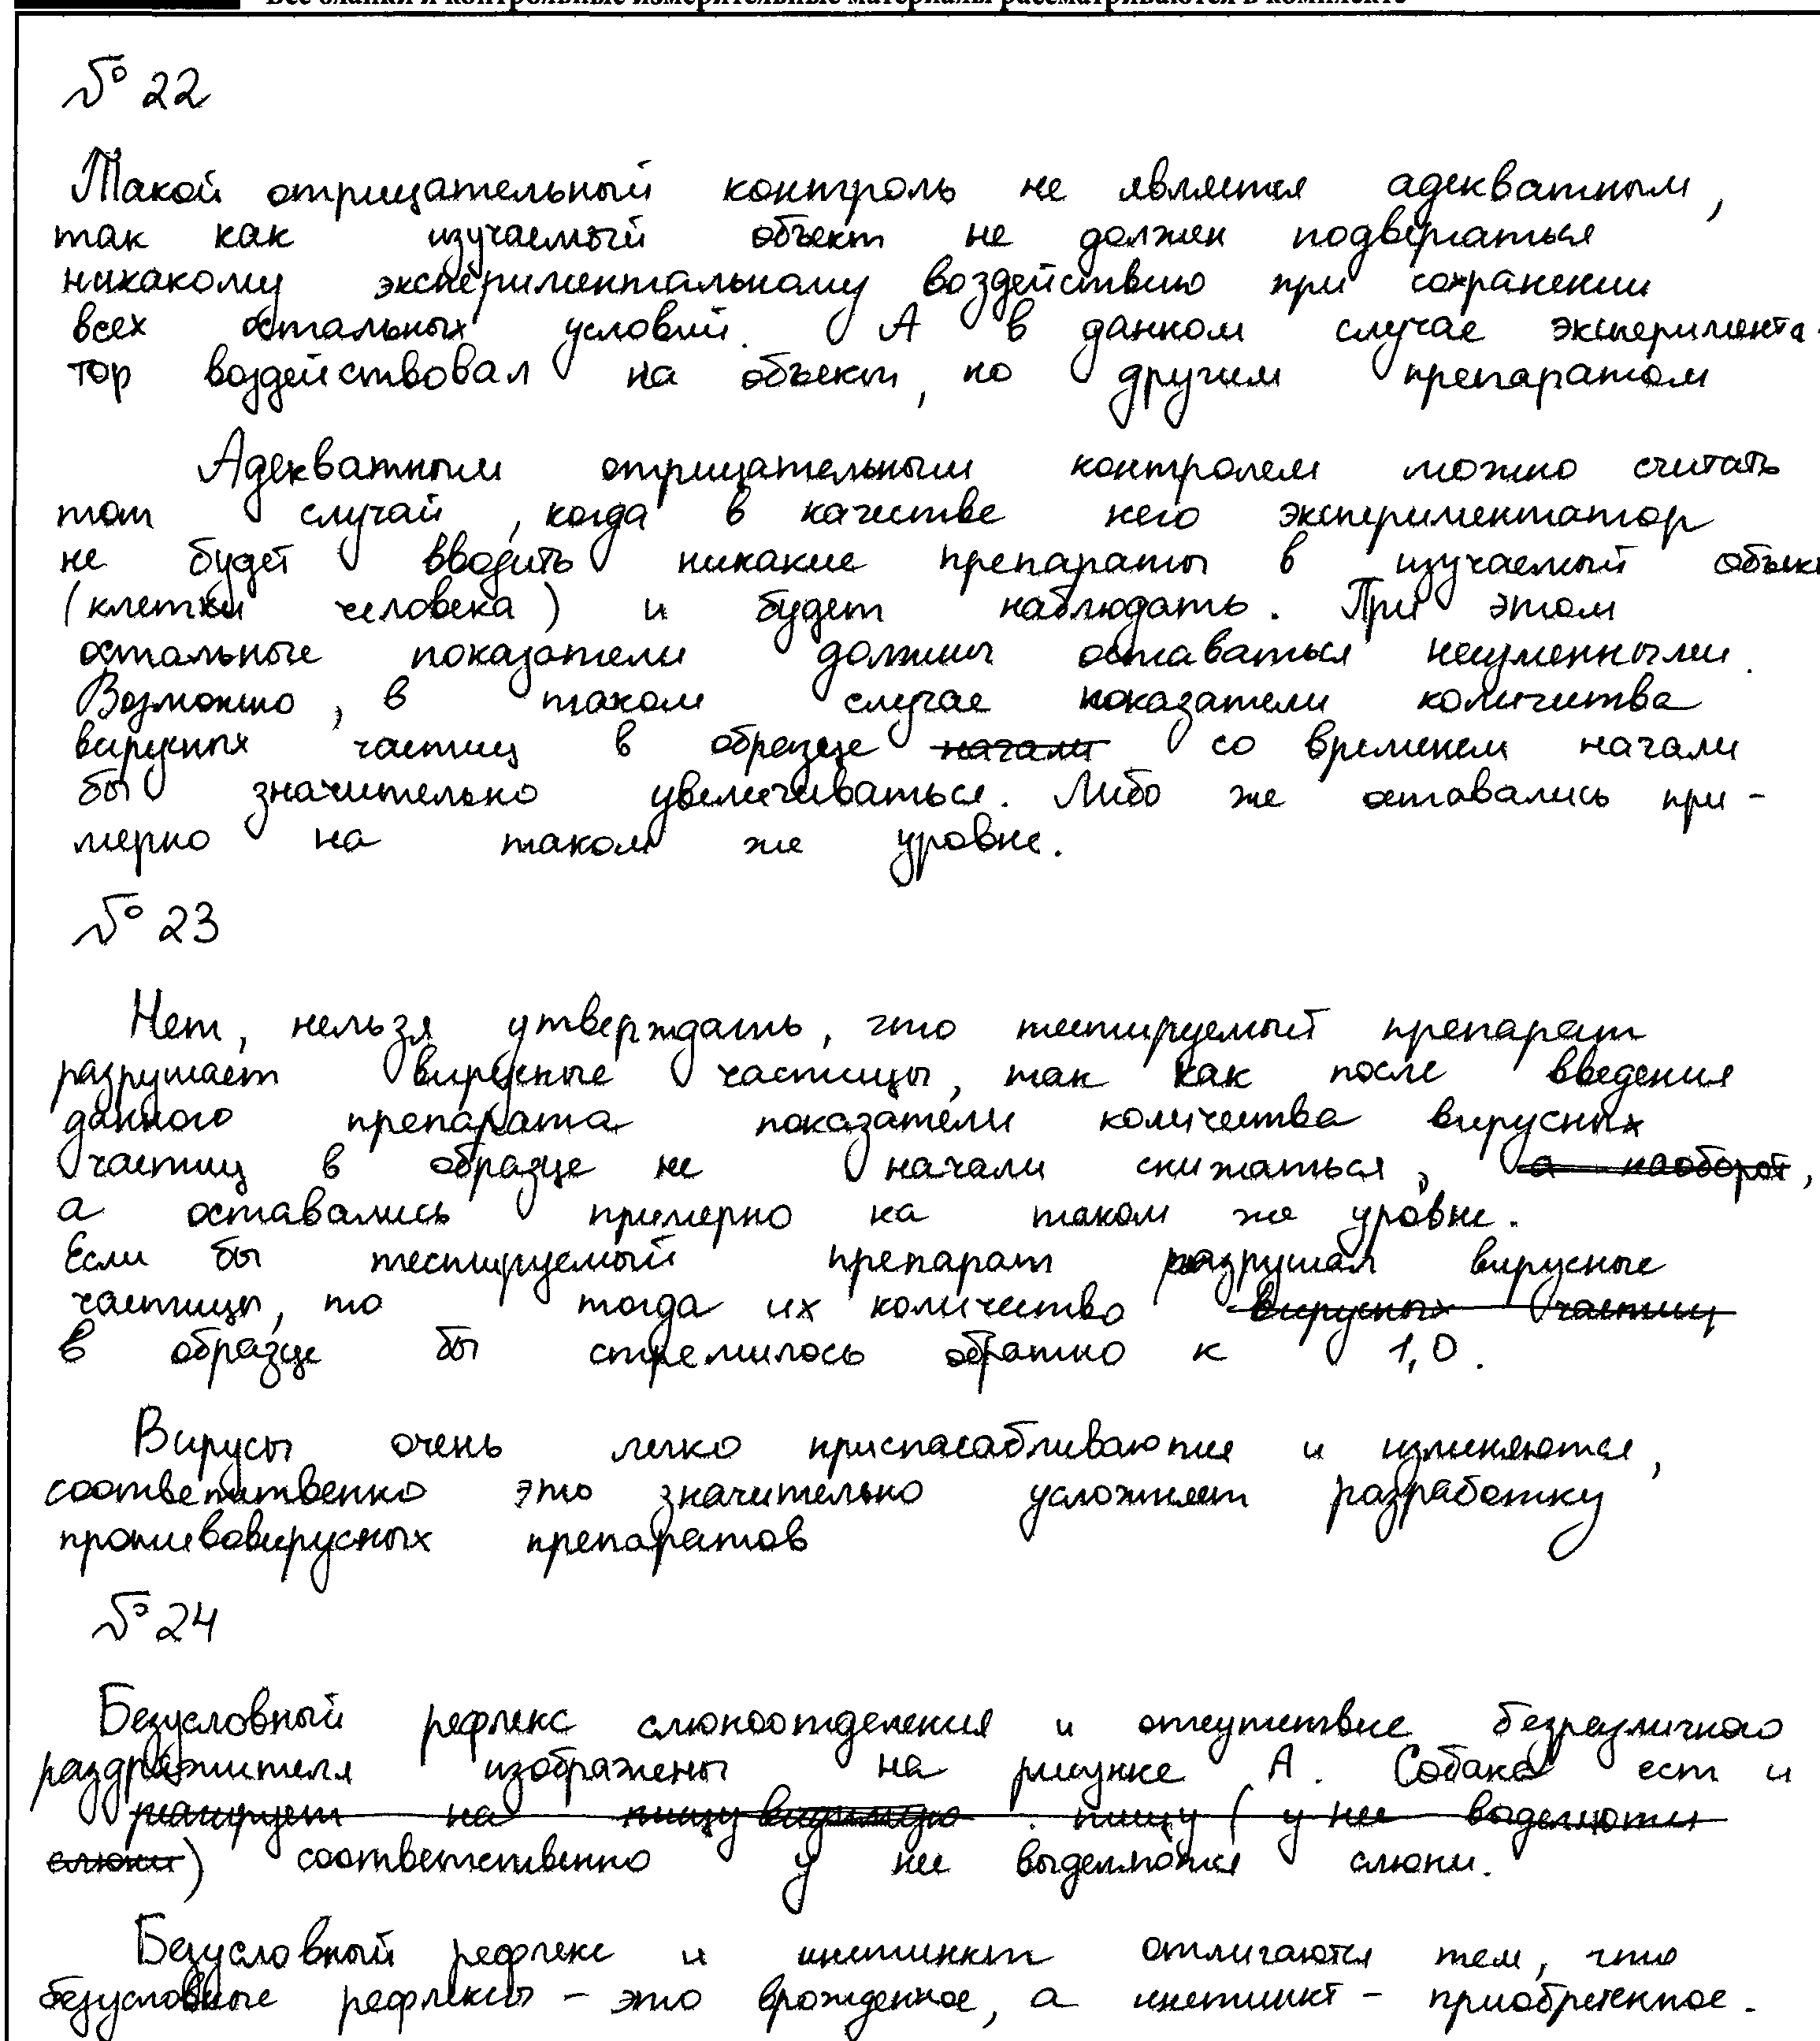 Все бланки и контрольные измерительные материалы рассматриваются в комплекте
№ 22
Такой отрицательный контроль не является адекватным,
так как изучаемый объект не должен подвергаться
никакому экспериментальному воздействию при сохранении
всех остальных условий. А в данном случае эксперимента-
тор воздействовал на объект, но другим препаратом
Адекватным отрицательным контролем можно считать
тот случай, когда в качестве него экспериментатор
не будет вводить никакие препараты в изучаемый объек
(клетки человека) и будет наблюдать. При этом
остальные показатели должны оставаться неизменными.
Возможно, в таком случае показатели количества
вирусных частиц в образце начали со временем начали
бы значительно увеличиваться. Либо же оставались при-
мерно на таком же уровне.
№ 23
Нет, нельзя утверждать, что тестируемый препарат
разрушает вирусные частицы, так как после введения
данного препарата показатели количества вирусных
частиц в образце не начали снижаться, а наоборот,
а оставались примерно на таком же уровне.
Если бы тестируемый препарат разрушал вирусные
частицы, то тогда их количество вирусных частиц
в образце бы стремилось обратно к 1,0.
Вирусы очень легко приспасабливаются и изменяются,
соответственно это значительно усложняет разработку
противовирусных препаратов
№ 24
Безусловный рефлекс слюноотделения и отсутствие безразличного
раздражителя изображены на рисунке А. Собака ест и
реагирует на пищу пищу (у нее выделяются
слюни) соответственно у нее выделяются слюни.
Безусловный рефлекс и инстинкт отличаются тем, что
безусловные рефлексы - это врожденное, а инстинкт - приобретенное.